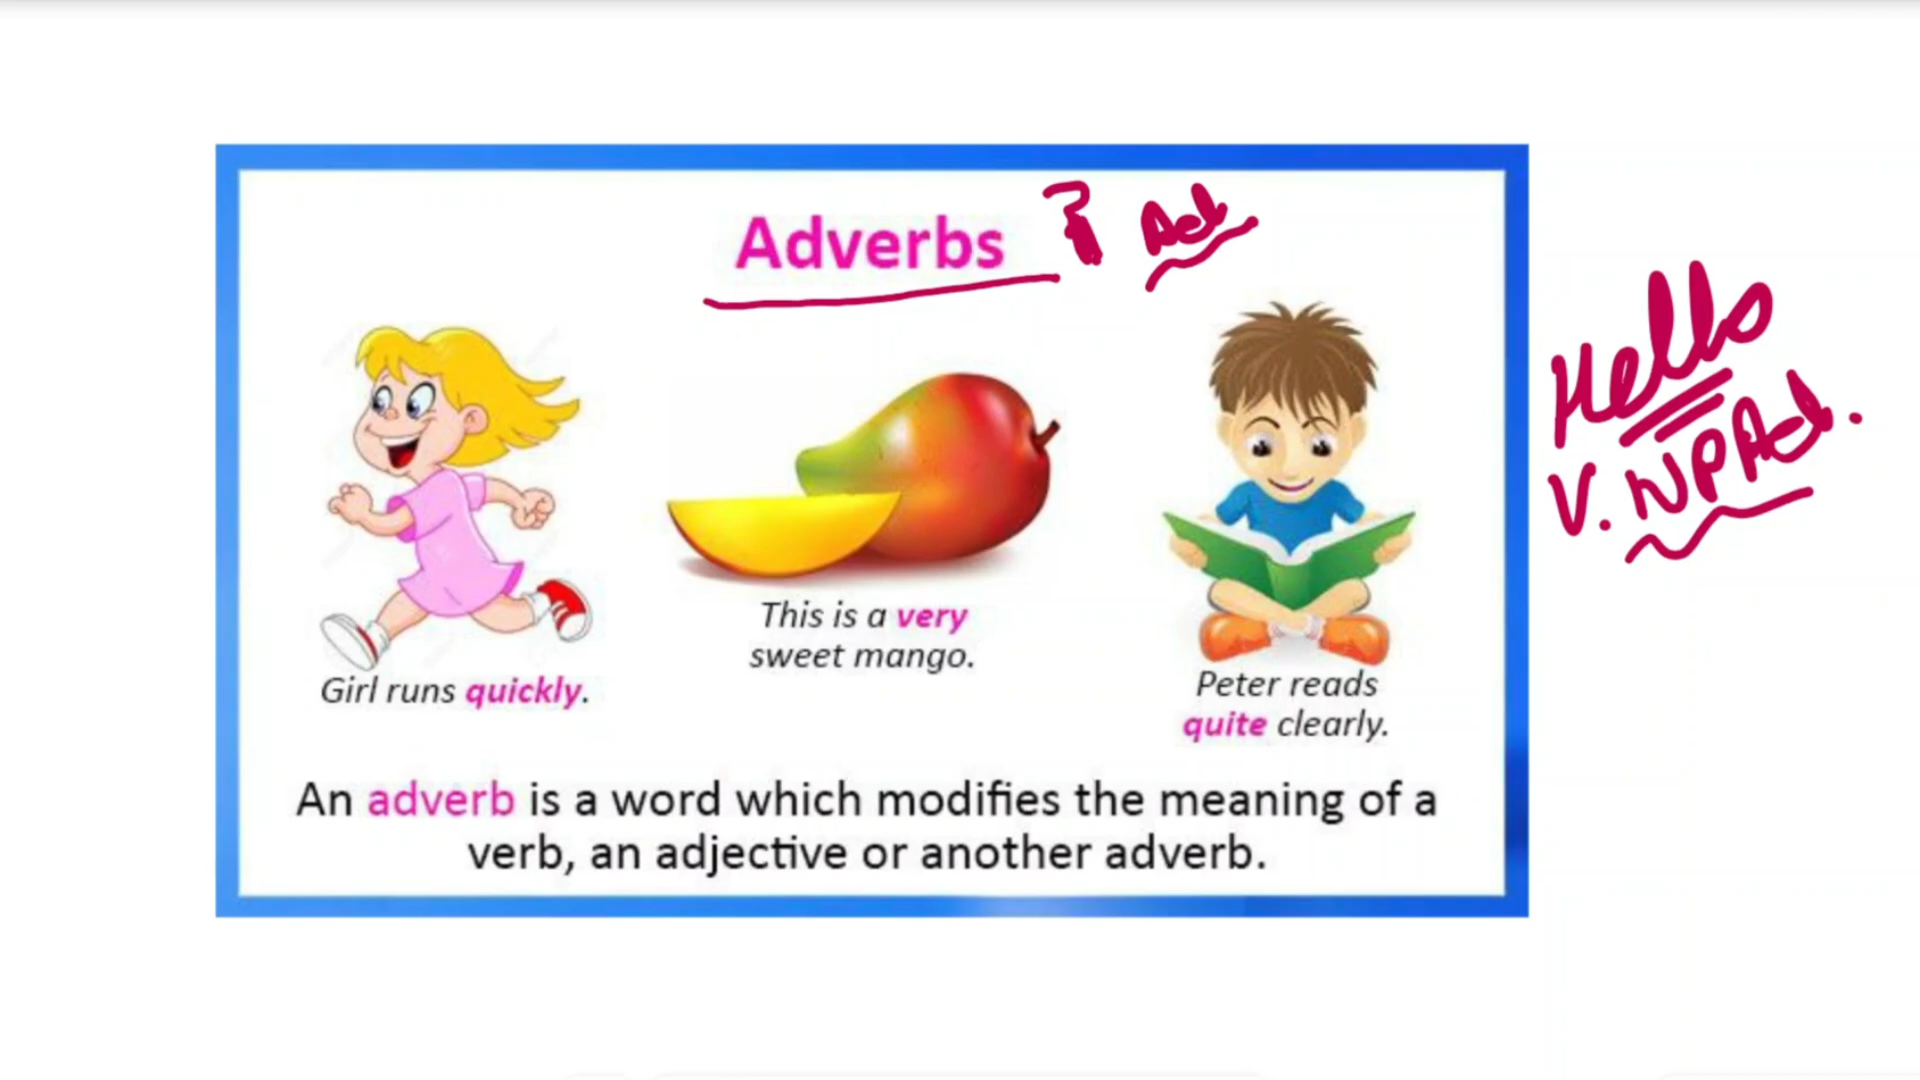 Adverbs
Hello
V. N P Ad.
Girl runs quickly.
This is a very
sweet mango.
Peter reads
quite clearly.
An adverb is a word which modifies the meaning of a
verb, an adjective or another adverb.